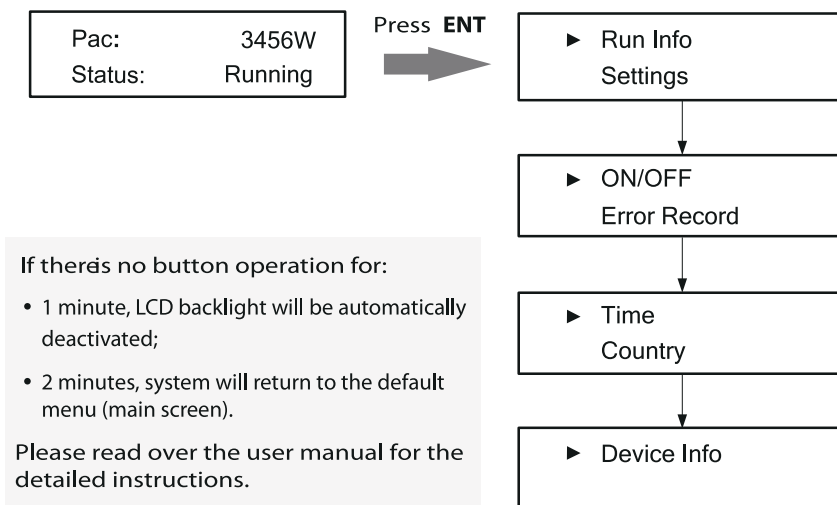 Pac: 3456W
Status: Running
Press ENT
► Run Info
Settings
► ON/OFF
Error Record
► Time
Country
► Device Info
If thereis no button operation for:
• 1 minute, LCD backlight will be automatically
deactivated;
• 2 minutes, system will return to the default
menu (main screen).
Please read over the user manual for the
detailed instructions.